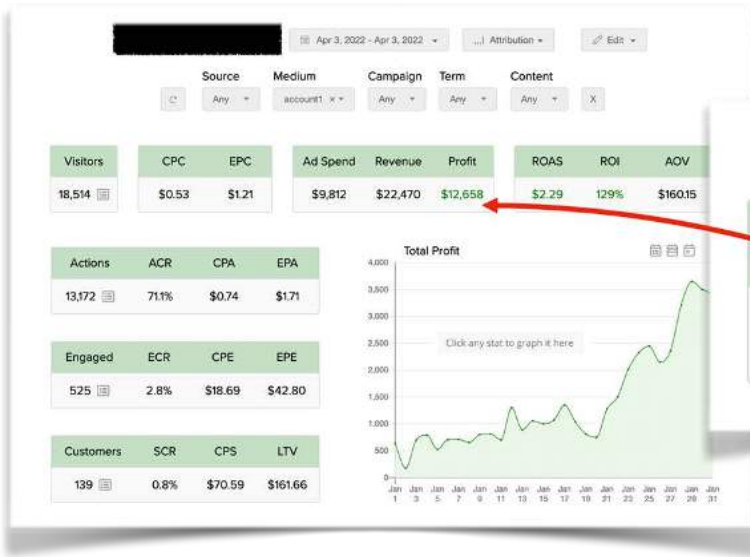 Apr 3, 2022 - Apr 3, 2022
Attribution
Edit
Source Medium Campaign Term Content
Any account1 × Any Any Any X
Visitors CPC EPC Ad Spend Revenue Profit ROAS ROI AOV
18,514 $0.53 $1.21 $9,812 $22,470 $12,658 $2.29 129% $160.15
Actions ACR CPA EPA
13,172 71.1% $0.74 $1.71
Engaged ECR CPE EPE
525 2.8% $18.69 $42.80
Customers SCR CPS LTV
139 0.8% $70.59 $161.66
Total Profit
4,000
3,500
3,000
2,500
2,000
1,500
1,000
500
0
Click any stat to graph it here
Jan Jan Jan Jan Jan Jan Jan Jan Jan Jan Jan Jan Jan Jan Jan Jan
1 3 5 7 9 11 13 15 17 19 21 23 25 27 29 31